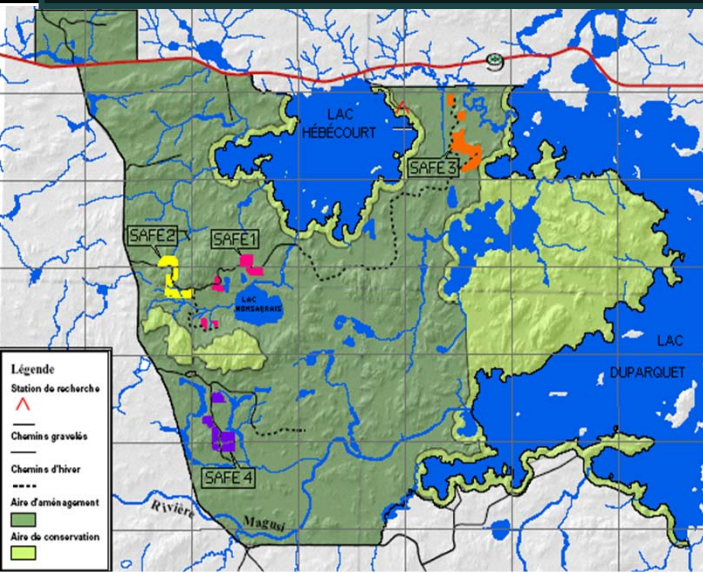 LAC
HÉBÉCOURT
SAFE 3
SAFE2
SAFE1
LAC
LAC
DUPARQUET
SAFE 4
Rivière Magusi
Légende
Station de recherche
Chemins gravelés
Chemins d'hiver
Aire d'aménagement
Aire de conservation